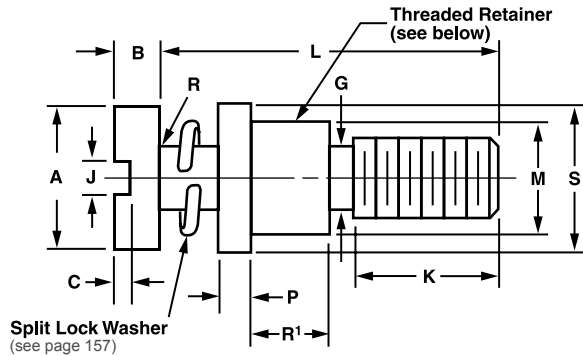 Threaded Retainer
(see below)
B
L
R
G
A
J
M
S
C
P
K
R1
Split Lock Washer
(see page 157)